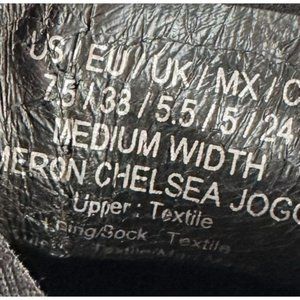 US / EU / UK / MX / C
7.5 / 38 / 5.5 / 5 / 24
MEDIUM WIDTH
MERON CHELSEA JOGG
Upper : Textile
Lining/Sock : Textile